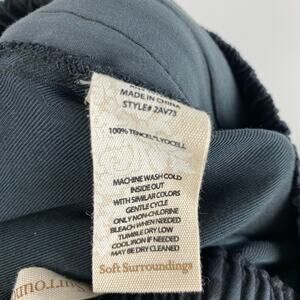 MADE IN CHINA
STYLE# 2AV73
100% TENCEL/LYOCELL
MACHINE WASH COLD
INSIDE OUT
WITH SIMILAR COLORS
GENTLE CYCLE
ONLY NON-CHLORINE
BLEACH WHEN NEEDED
TUMBLE DRY LOW
COOL IRON IF NEEDED
MAY BE DRY CLEANED
Soft Surroundings